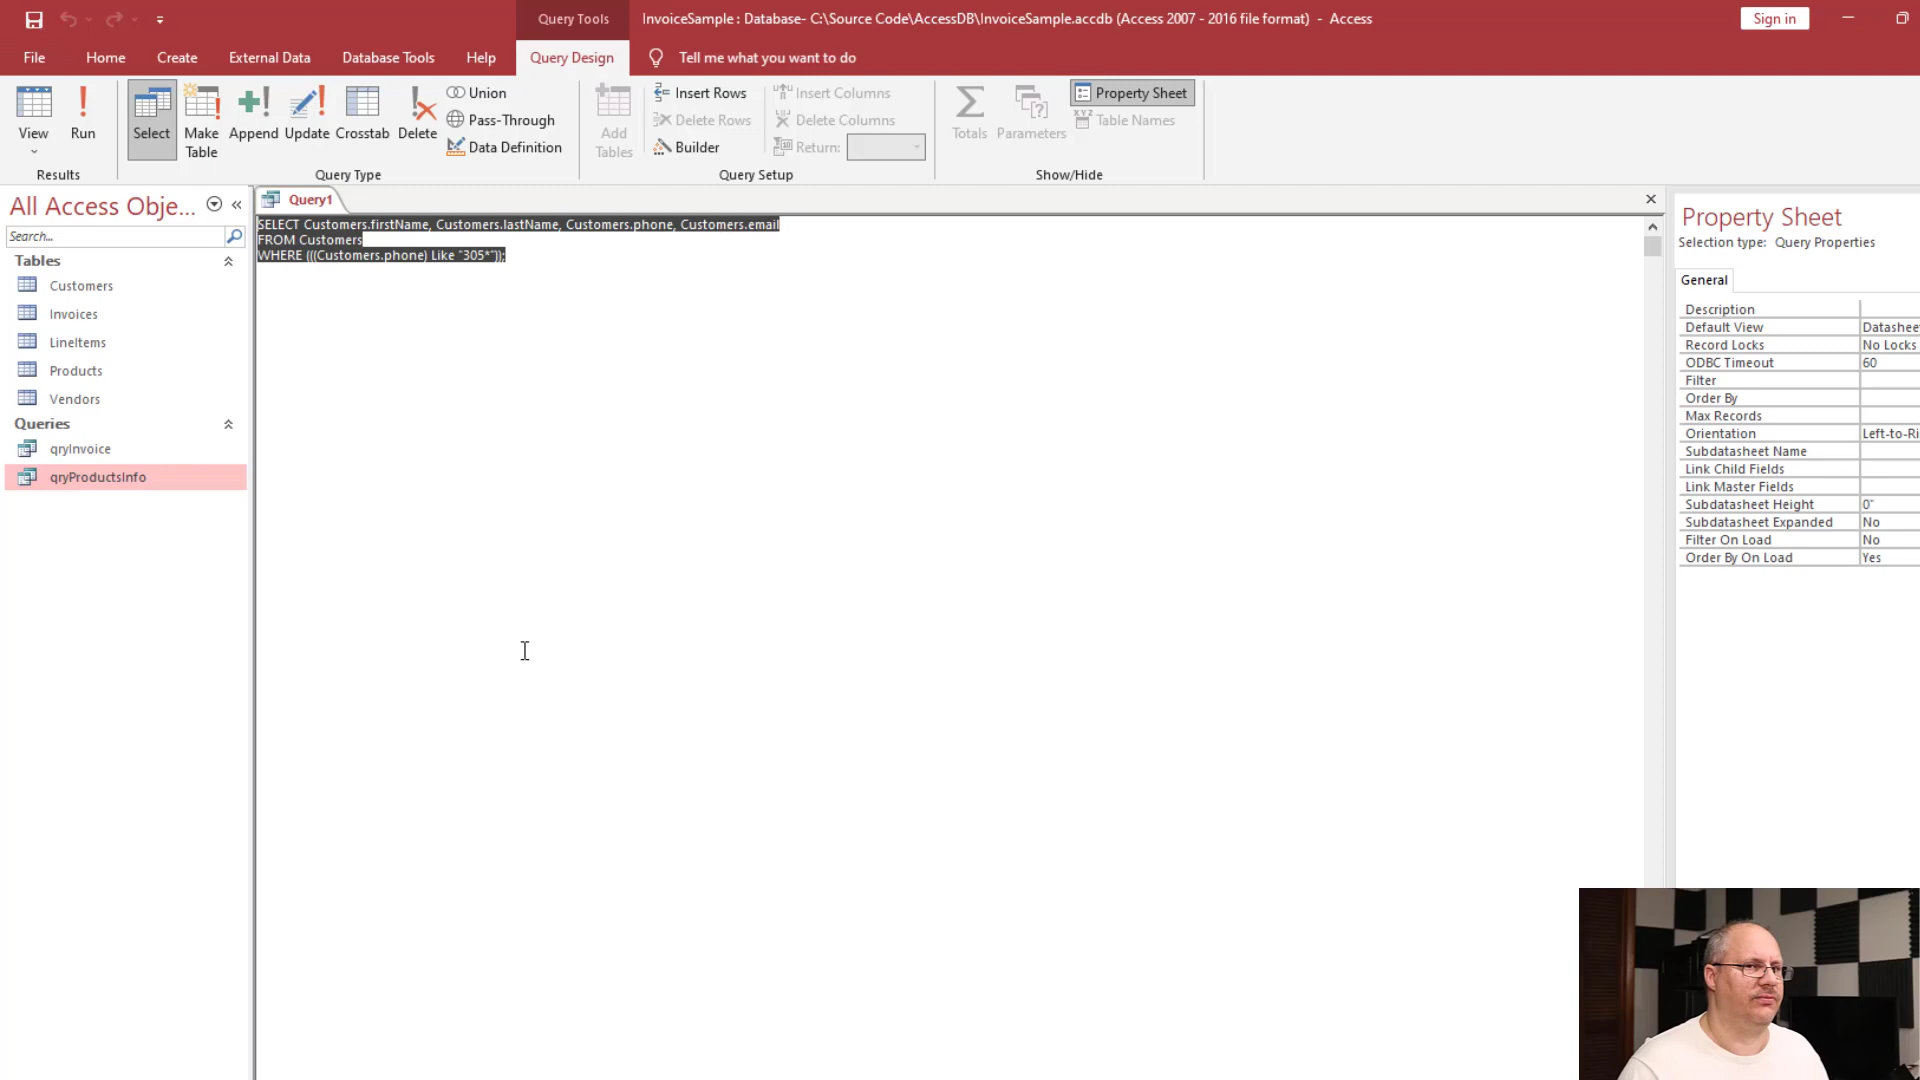 Query Tools
InvoiceSample : Database- C:\Source Code\AccessDB\InvoiceSample.accdb (Access 2007 - 2016 file format) - Access
Sign in
File
Home
Create
External Data
Database Tools
Help
Query Design
Tell me what you want to do
View
Run
Results
Select
Make Table
Append
Update
Crosstab
Delete
Union
Pass-Through
Data Definition
Query Type
Add Tables
Insert Rows
Delete Rows
Builder
Insert Columns
Delete Columns
Return:
Query Setup
Totals
Parameters
Property Sheet
XYZ
Table Names
Show/Hide
All Access Obje...
Search...
Tables
Customers
Invoices
LineItems
Products
Vendors
Queries
qryInvoice
qryProductsInfo
Query1
SELECT Customers.firstName, Customers.lastName, Customers.phone, Customers.email
FROM Customers
WHERE (((Customers.phone) Like "305*"));
Property Sheet
Selection type: Query Properties
General
Description
Default View Datashee
Record Locks No Locks
ODBC Timeout 60
Filter
Order By
Max Records
Orientation Left-to-Ri
Subdatasheet Name
Link Child Fields
Link Master Fields
Subdatasheet Height 0"
Subdatasheet Expanded No
Filter On Load No
Order By On Load Yes